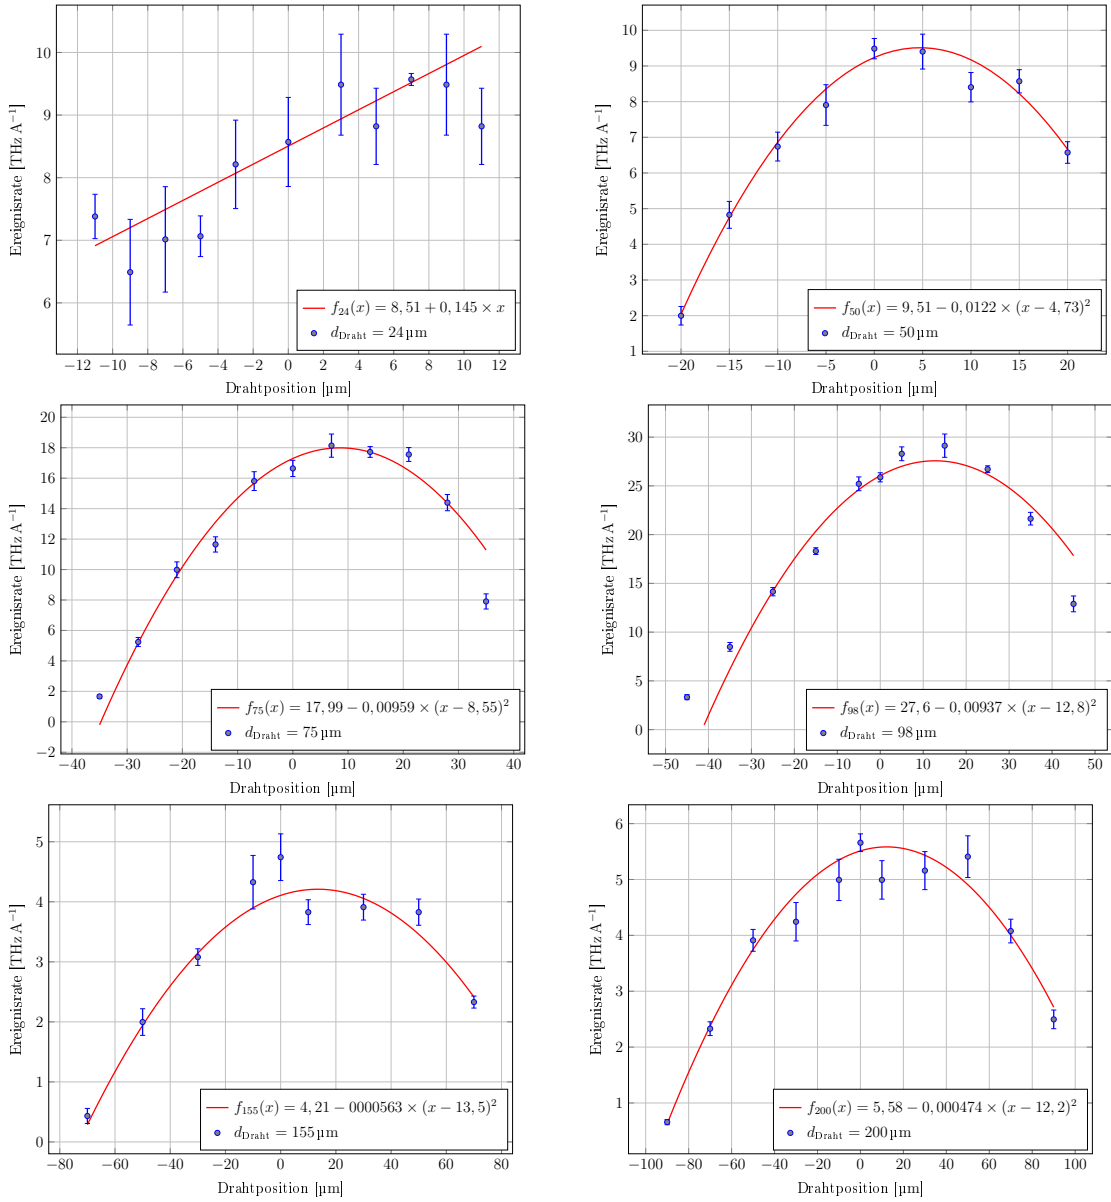 10
9
8
7
6
Ereignisrate [THz A⁻¹]
f₂₄(x) = 8,51 + 0,145 × x
d_Draht = 24 µm
−12 −10 −8 −6 −4 −2 0 2 4 6 8 10 12
Drahtposition [µm]
10
9
8
7
6
5
4
3
2
1
Ereignisrate [THz A⁻¹]
f₅₀(x) = 9,51 − 0,0122 × (x − 4,73)²
d_Draht = 50 µm
−20 −15 −10 −5 0 5 10 15 20
Drahtposition [µm]
20
18
16
14
12
10
8
6
4
2
0
−2
Ereignisrate [THz A⁻¹]
f₇₅(x) = 17,99 − 0,00959 × (x − 8,55)²
d_Draht = 75 µm
−40 −30 −20 −10 0 10 20 30 40
Drahtposition [µm]
30
25
20
15
10
5
0
Ereignisrate [THz A⁻¹]
f₉₈(x) = 27,6 − 0,00937 × (x − 12,8)²
d_Draht = 98 µm
−50 −40 −30 −20 −10 0 10 20 30 40 50
Drahtposition [µm]
5
4
3
2
1
0
Ereignisrate [THz A⁻¹]
f₁₅₅(x) = 4,21 − 0000563 × (x − 13,5)²
d_Draht = 155 µm
−80 −60 −40 −20 0 20 40 60 80
Drahtposition [µm]
6
5
4
3
2
1
Ereignisrate [THz A⁻¹]
f₂₀₀(x) = 5,58 − 0,000474 × (x − 12,2)²
d_Draht = 200 µm
−100 −80 −60 −40 −20 0 20 40 60 80 100
Drahtposition [µm]